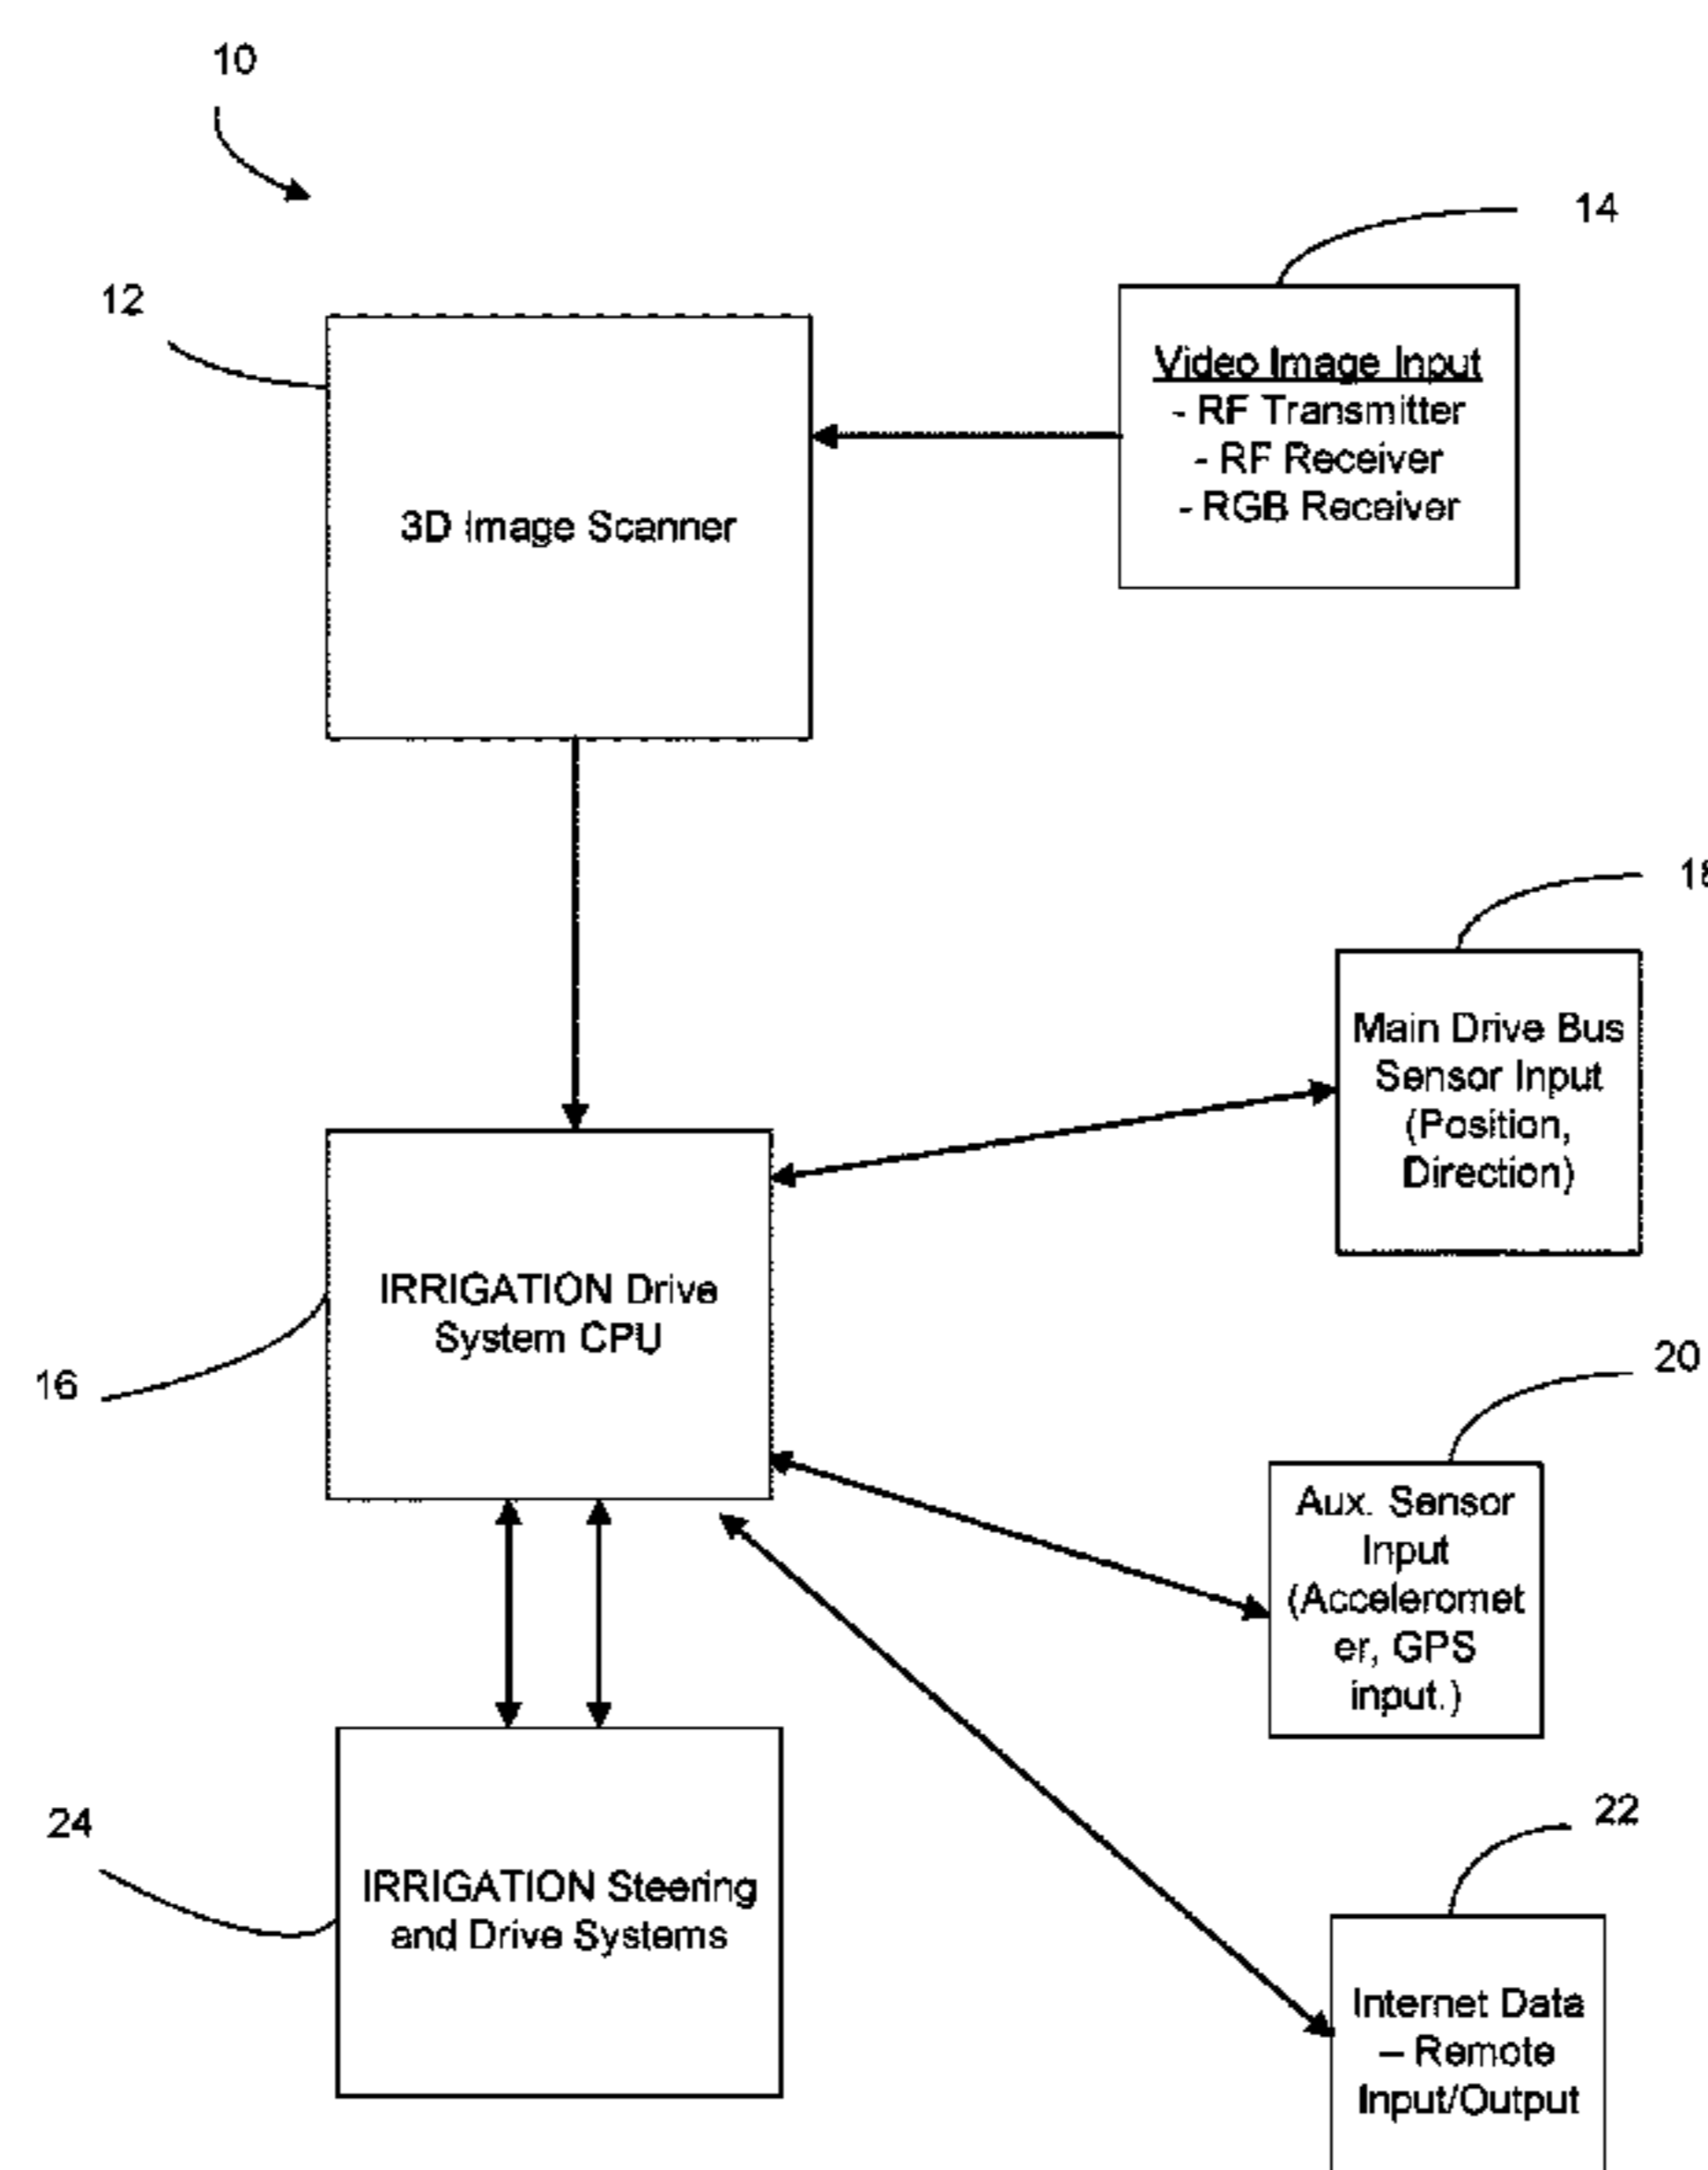 10
14
12
Video Image Input
- RF Transmitter
- RF Receiver
- RGB Receiver
3D Image Scanner
18
Main Drive Bus
Sensor Input
(Position,
Direction)
IRRIGATION Drive
System CPU
16
20
Aux. Sensor
Input
(Acceleromet
er, GPS
input.)
24
22
IRRIGATION Steering
and Drive Systems
Internet Data
– Remote
Input/Output